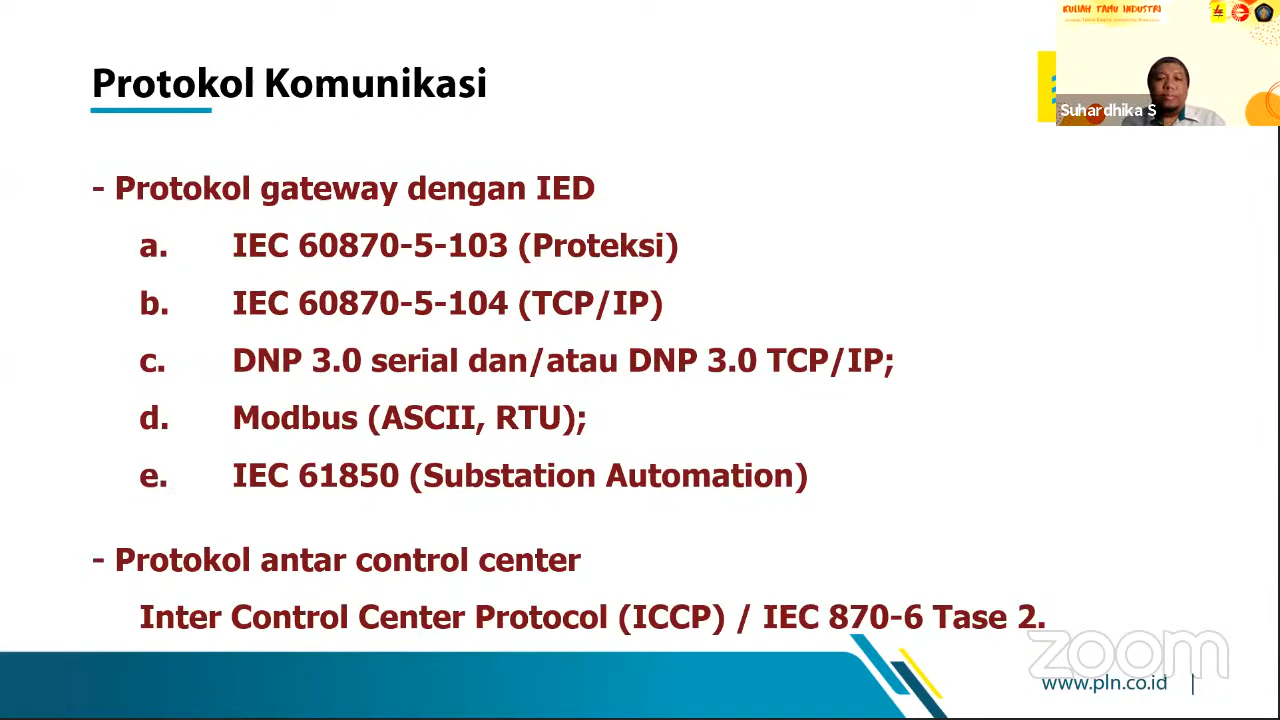 KULIAH TAMU INDUSTRI
Protokol Komunikasi
Suhardhika S
- Protokol gateway dengan IED
a. IEC 60870-5-103 (Proteksi)
b. IEC 60870-5-104 (TCP/IP)
c. DNP 3.0 serial dan/atau DNP 3.0 TCP/IP;
d. Modbus (ASCII, RTU);
e. IEC 61850 (Substation Automation)
- Protokol antar control center
Inter Control Center Protocol (ICCP) / IEC 870-6 Tase 2.
zoom
www.pln.co.id |